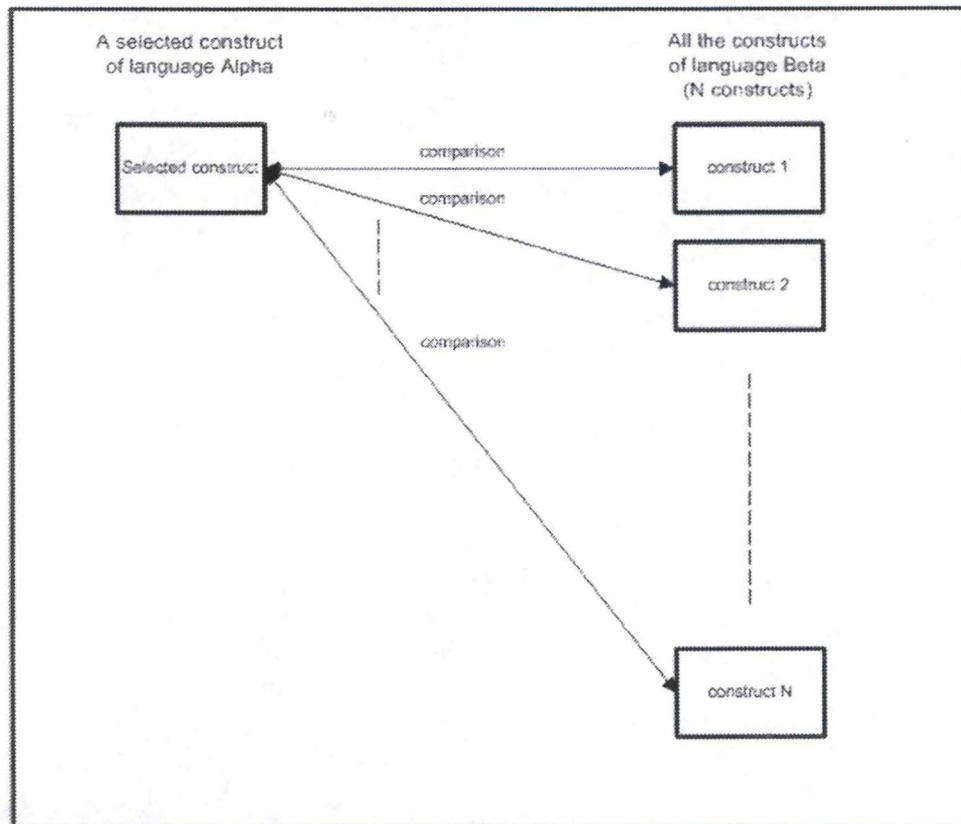 A selected construct
of language Alpha
All the constructs
of language Beta
(N constructs)
Selected construct
comparison
construct 1
comparison
construct 2
comparison
construct N